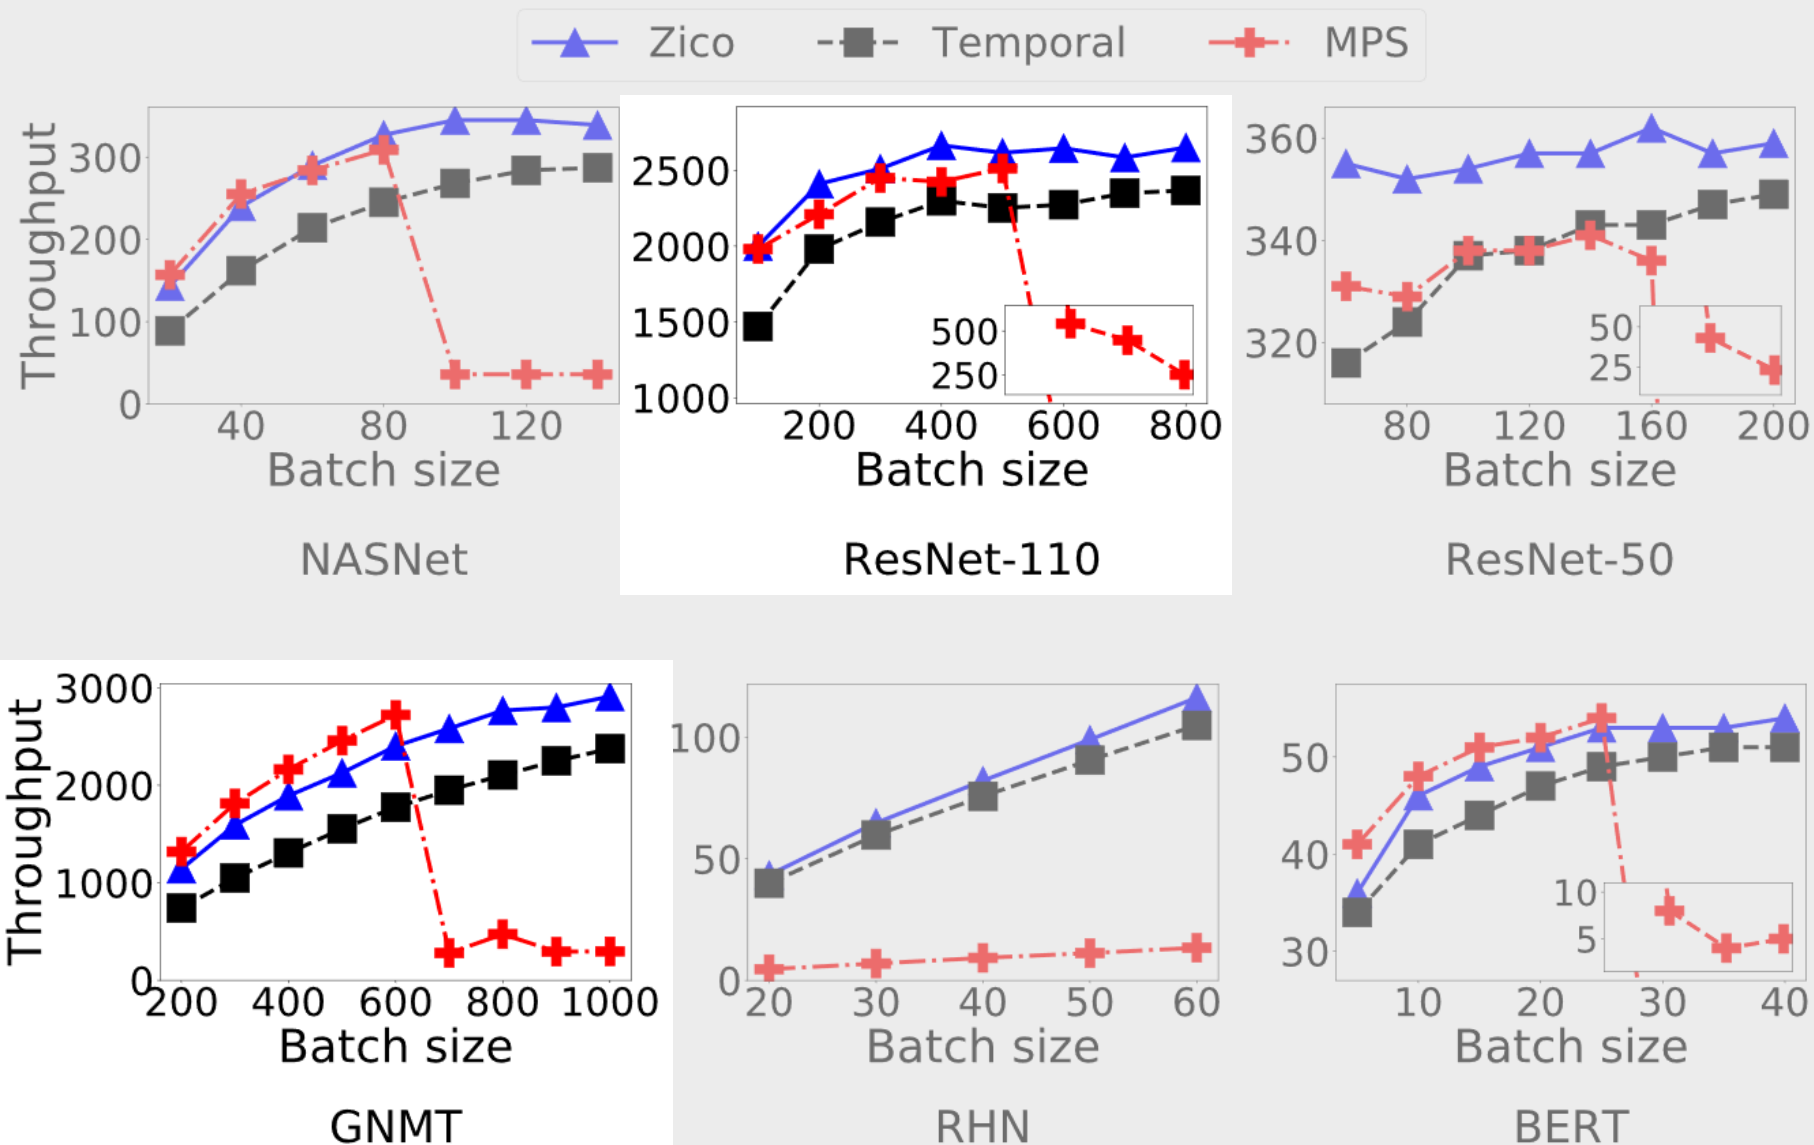 Zico Temporal MPS
Throughput
300
200
100
0
40 80 120
Batch size
NASNet
2500
2000
1500
1000
500
250
200 400 600 800
Batch size
ResNet-110
360
340
320
50
25
80 120 160 200
Batch size
ResNet-50
Throughput
3000
2000
1000
0
200 400 600 800 1000
Batch size
GNMT
100
50
0
20 30 40 50 60
Batch size
RHN
50
40
30
10
5
10 20 30 40
Batch size
BERT